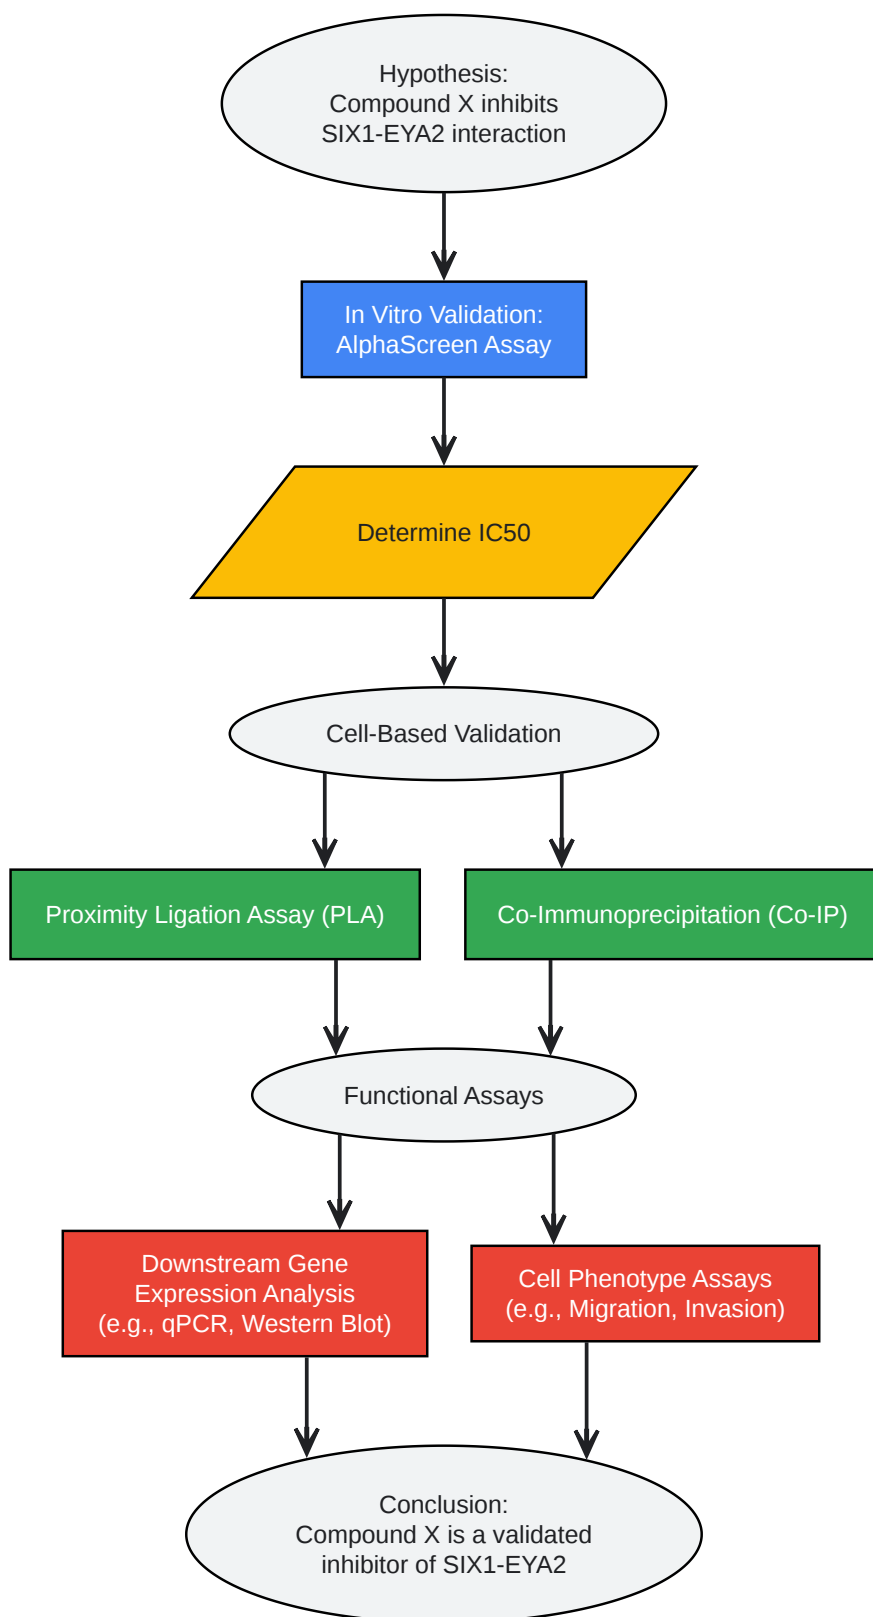 Hypothesis:
Compound X inhibits
SIX1-EYA2 interaction
In Vitro Validation:
AlphaScreen Assay
Determine IC50
Cell-Based Validation
Proximity Ligation Assay (PLA)
Co-Immunoprecipitation (Co-IP)
Functional Assays
Downstream Gene
Expression Analysis
(e.g., qPCR, Western Blot)
Cell Phenotype Assays
(e.g., Migration, Invasion)
Conclusion:
Compound X is a validated
inhibitor of SIX1-EYA2